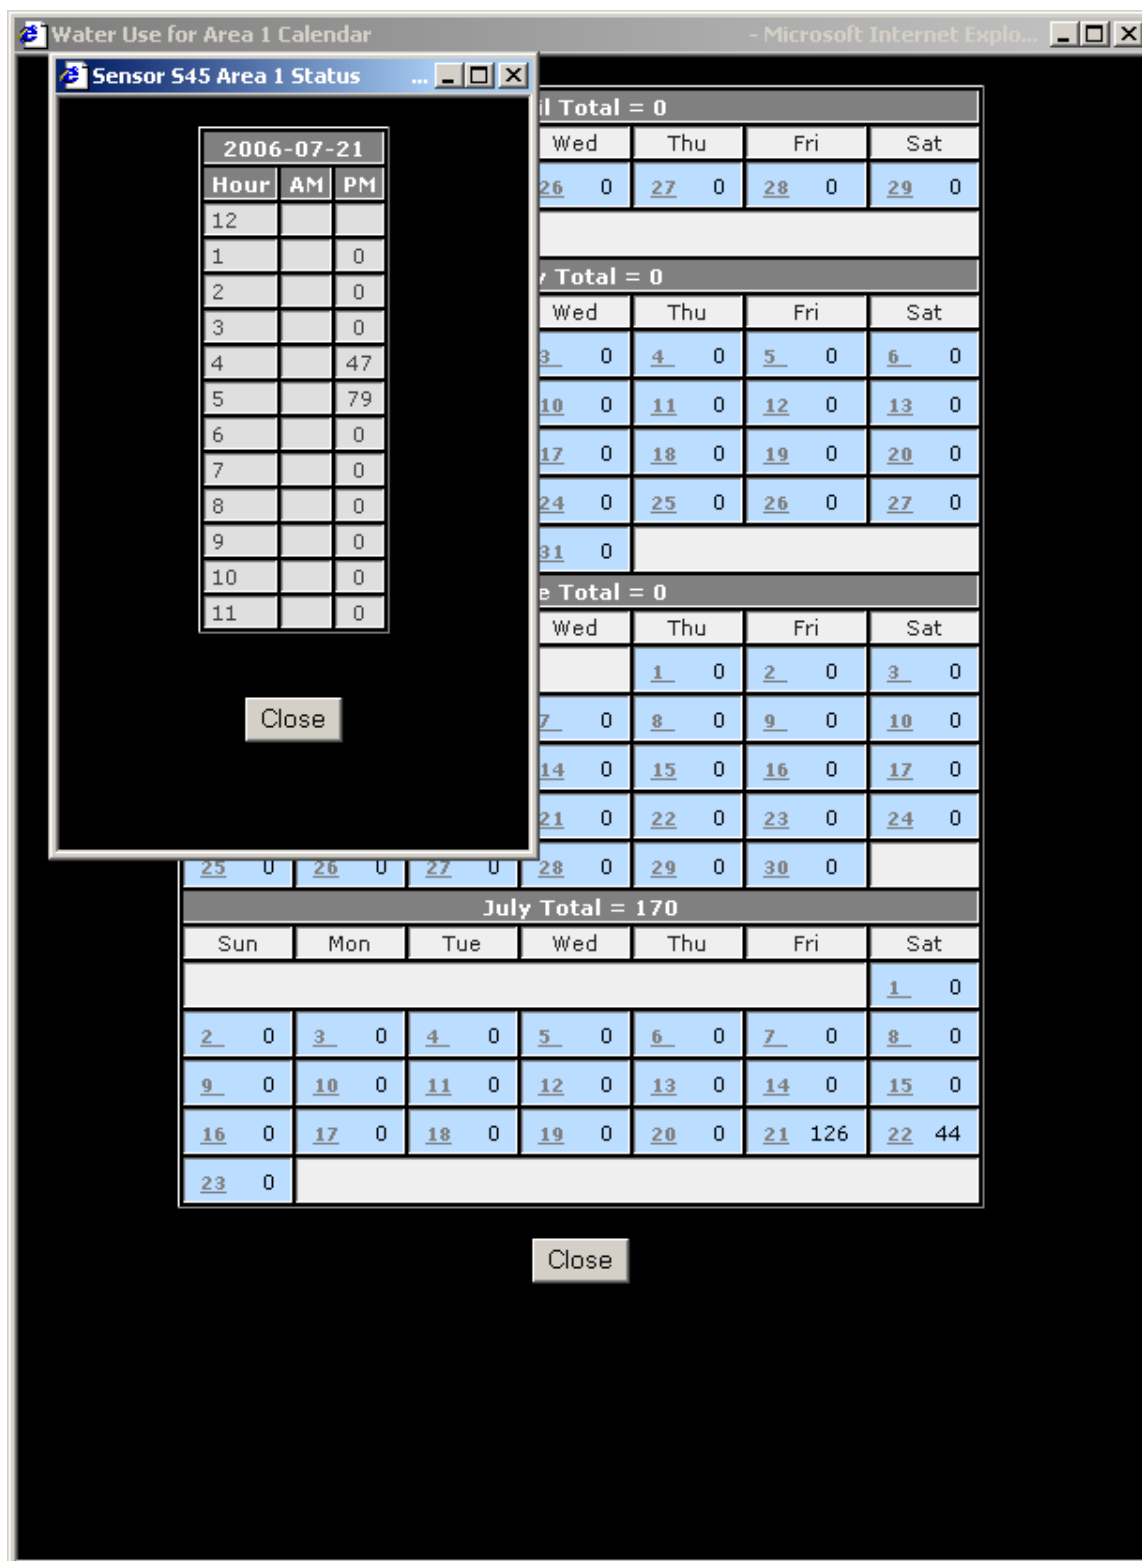 Water Use for Area 1 Calendar - Microsoft Internet Explo...
Sensor S45 Area 1 Status ...
2006-07-21
Hour AM PM
12
1 0
2 0
3 0
4 47
5 79
6 0
7 0
8 0
9 0
10 0
11 0
Close
il Total = 0
Wed Thu Fri Sat
26 0 27 0 28 0 29 0
y Total = 0
Wed Thu Fri Sat
3 0 4 0 5 0 6 0
10 0 11 0 12 0 13 0
17 0 18 0 19 0 20 0
24 0 25 0 26 0 27 0
31 0
e Total = 0
Wed Thu Fri Sat
1 0 2 0 3 0
7 0 8 0 9 0 10 0
14 0 15 0 16 0 17 0
21 0 22 0 23 0 24 0
25 0 26 0 27 0 28 0 29 0 30 0
July Total = 170
Sun Mon Tue Wed Thu Fri Sat
1 0
2 0 3 0 4 0 5 0 6 0 7 0 8 0
9 0 10 0 11 0 12 0 13 0 14 0 15 0
16 0 17 0 18 0 19 0 20 0 21 126 22 44
23 0
Close